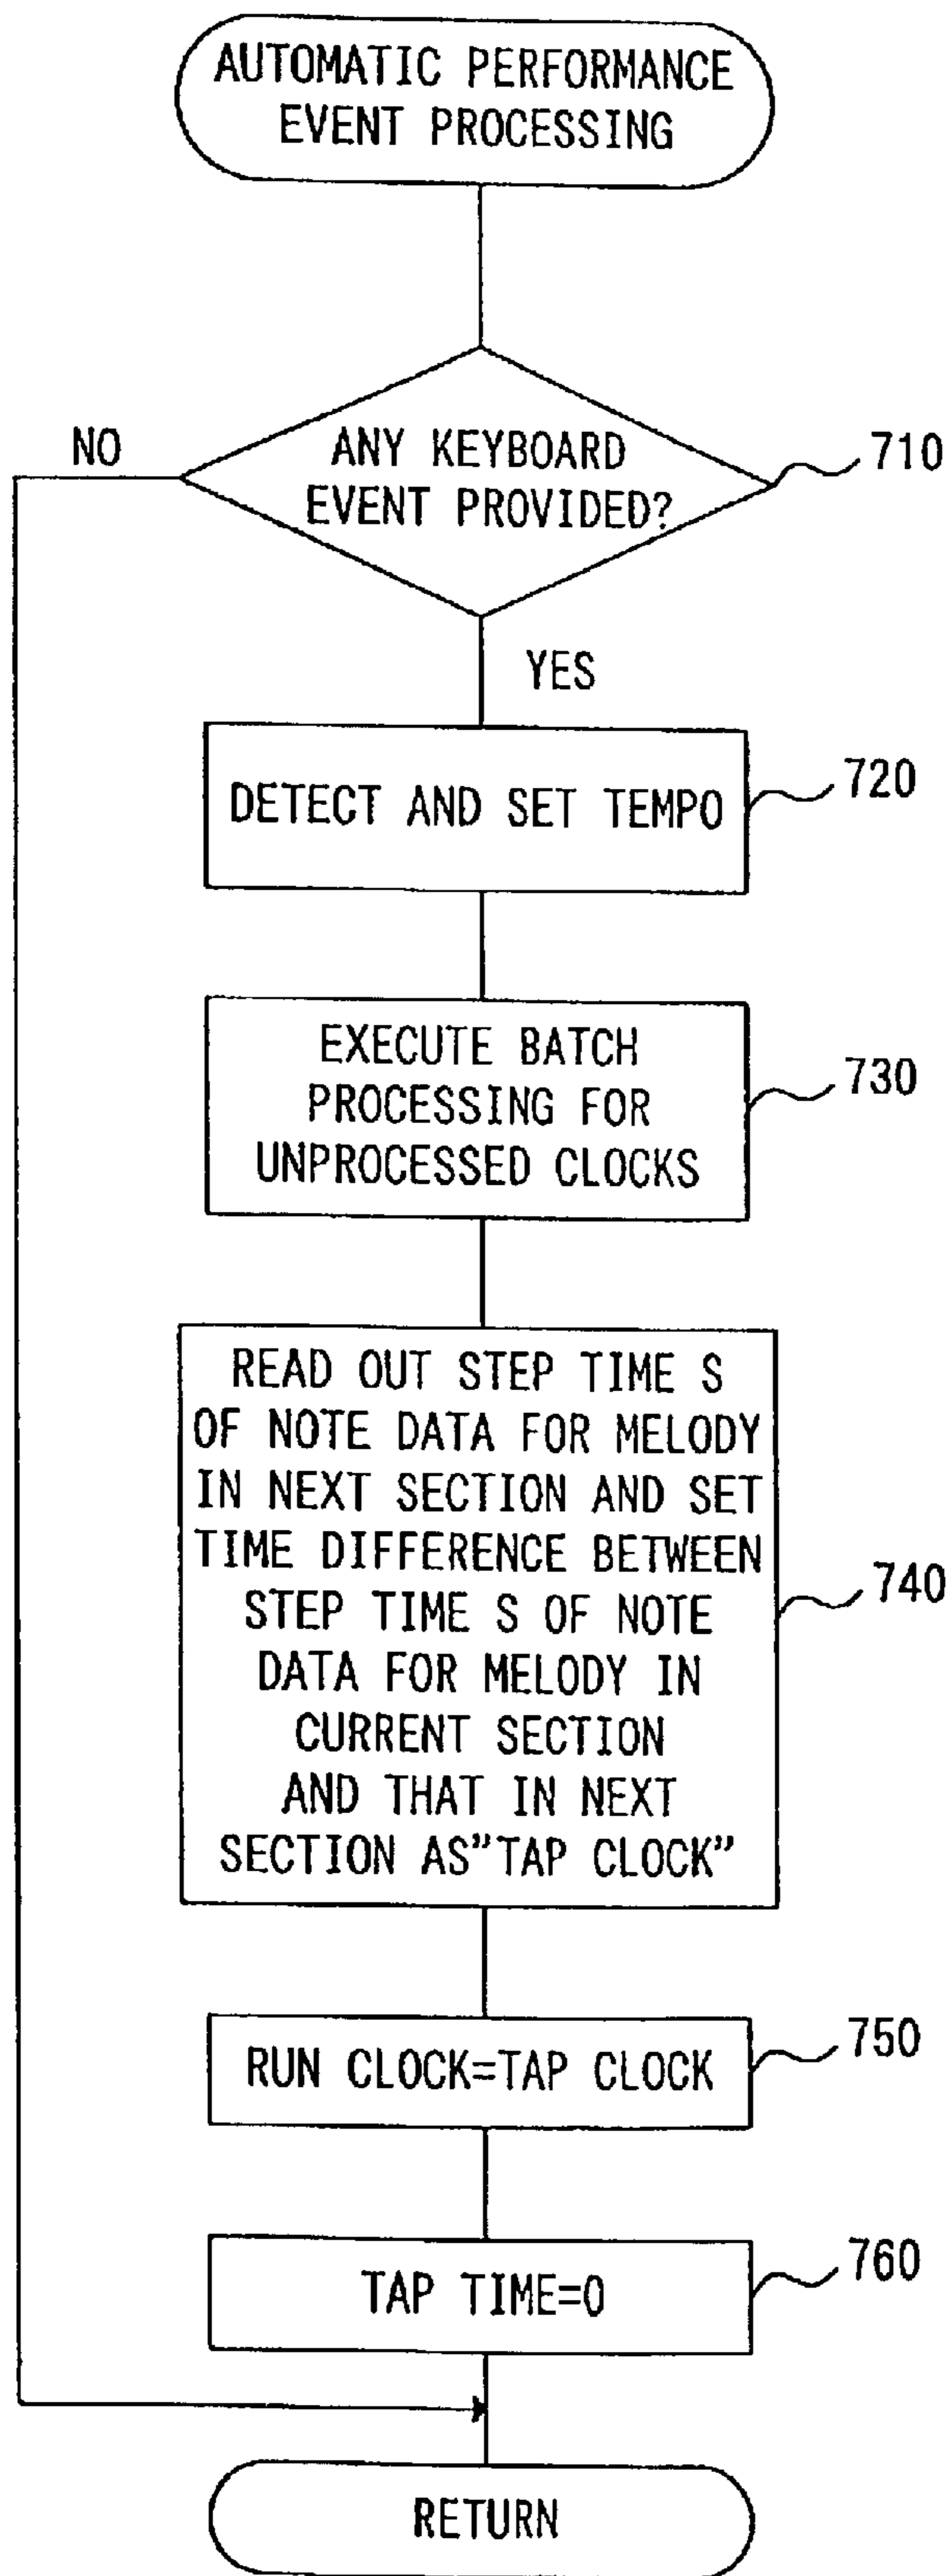 AUTOMATIC PERFORMANCE
EVENT PROCESSING
NO
ANY KEYBOARD
EVENT PROVIDED?
710
YES
DETECT AND SET TEMPO
720
EXECUTE BATCH
PROCESSING FOR
UNPROCESSED CLOCKS
730
READ OUT STEP TIME S
OF NOTE DATA FOR MELODY
IN NEXT SECTION AND SET
TIME DIFFERENCE BETWEEN
STEP TIME S OF NOTE
DATA FOR MELODY IN
CURRENT SECTION
AND THAT IN NEXT
SECTION AS"TAP CLOCK"
740
RUN CLOCK=TAP CLOCK
750
TAP TIME=0
760
RETURN